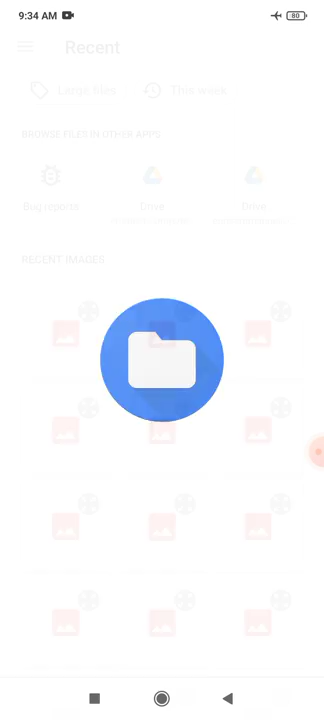 9:34 AM
80
Recent
Large files
This week
BROWSE FILES IN OTHER APPS
Bug reports
Drive
Drive
RECENT IMAGES